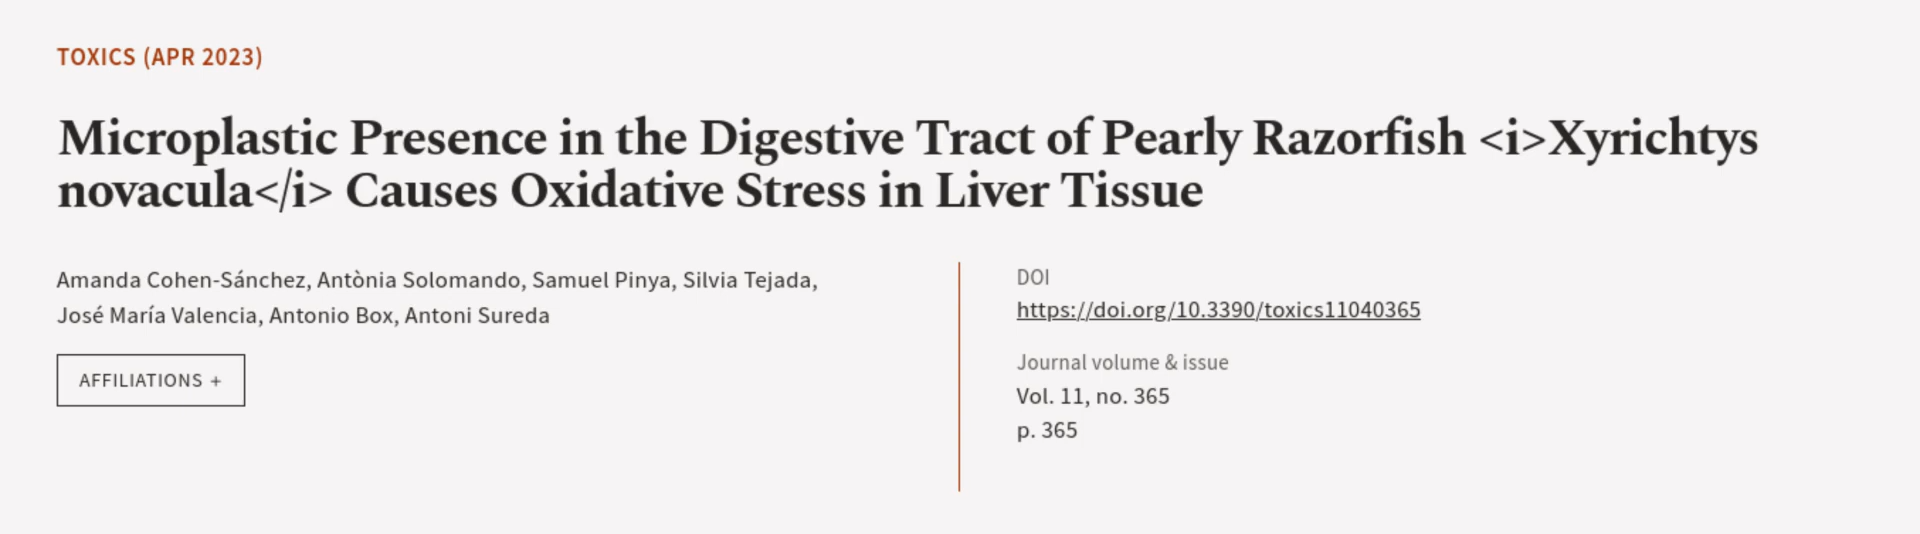 TOXICS (APR 2023)
Microplastic Presence in the Digestive Tract of Pearly Razorfish <i>Xyrichtys
novacula</i> Causes Oxidative Stress in Liver Tissue
Amanda Cohen-Sánchez, Antònia Solomando, Samuel Pinya, Silvia Tejada,
José María Valencia, Antonio Box, Antoni Sureda
AFFILIATIONS +
DOI
https://doi.org/10.3390/toxics11040365
Journal volume & issue
Vol. 11, no. 365
p. 365